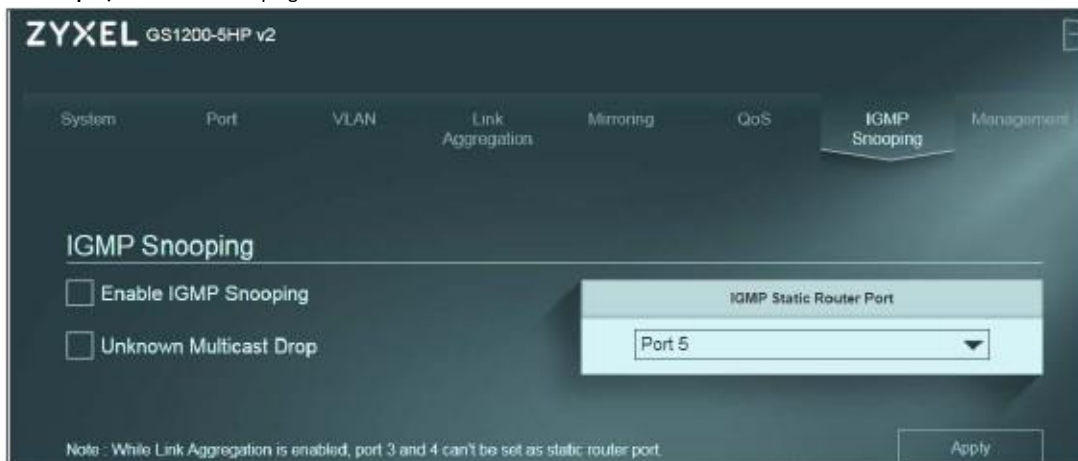 ZYXEL GS1200-5HP v2
System Port VLAN Link Aggregation Mirroring QoS IGMP Snooping Management
IGMP Snooping
Enable IGMP Snooping
IGMP Static Router Port
Unknown Multicast Drop
Port 5
Note : While Link Aggregation is enabled, port 3 and 4 can't be set as static router port.
Apply